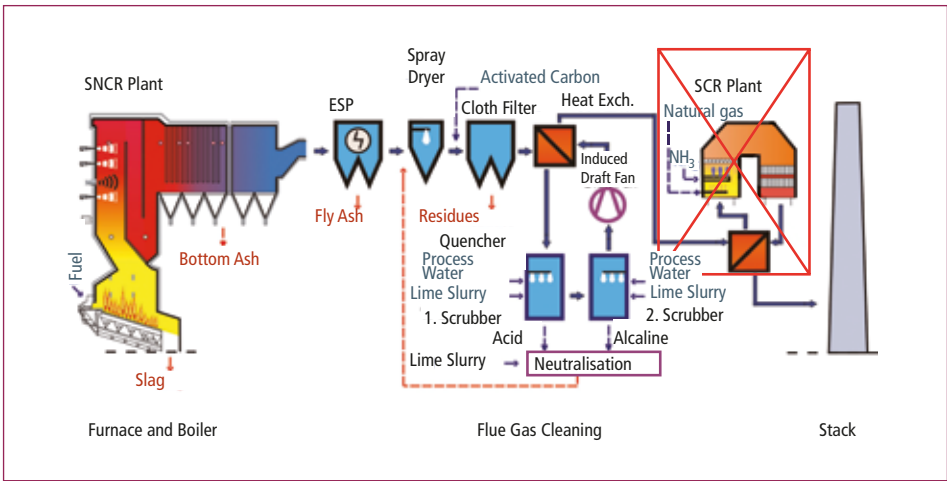 SNCR Plant
ESP
Spray
Dryer
Activated Carbon
Cloth Filter
Heat Exch.
SCR Plant
Natural gas
NH3
Induced
Draft Fan
Fly Ash
Residues
Bottom Ash
Fuel
Quencher
Process
Water
Lime Slurry
1. Scrubber
Process
Water
Lime Slurry
2. Scrubber
Acid
Alcaline
Lime Slurry
Neutralisation
Slag
Furnace and Boiler
Flue Gas Cleaning
Stack